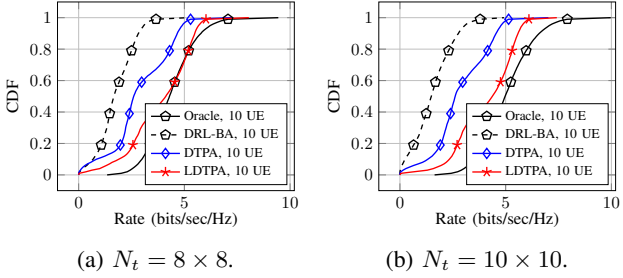 1
0.8
0.6
0.4
0.2
0
CDF
Oracle, 10 UE
DRL-BA, 10 UE
DTPA, 10 UE
LDTPA, 10 UE
0 5 10
Rate (bits/sec/Hz)
(a) Nt = 8 × 8.
1
0.8
0.6
0.4
0.2
0
CDF
Oracle, 10 UE
DRL-BA, 10 UE
DTPA, 10 UE
LDTPA, 10 UE
0 5 10
Rate (bits/sec/Hz)
(b) Nt = 10 × 10.